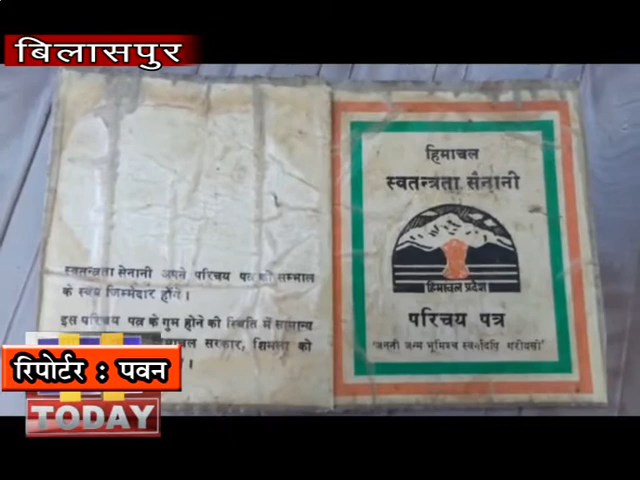 बिलासपुर
हिमाचल
स्वतन्त्रता सैनानी
हिमाचल प्रदेश
परिचय पत्र
'जननी जन्म भूमिश्च स्वर्गादपि गरीयसी'
स्वतन्त्रता सेनानी अपने परिचय पत्र की सम्भाल
के स्वयं जिम्मेदार होंगे ।
इस परिचय पत्र के गुम होने की स्थिति में सामान्य
सरकार, शिमला को
रिपोर्टर : पवन
TODAY